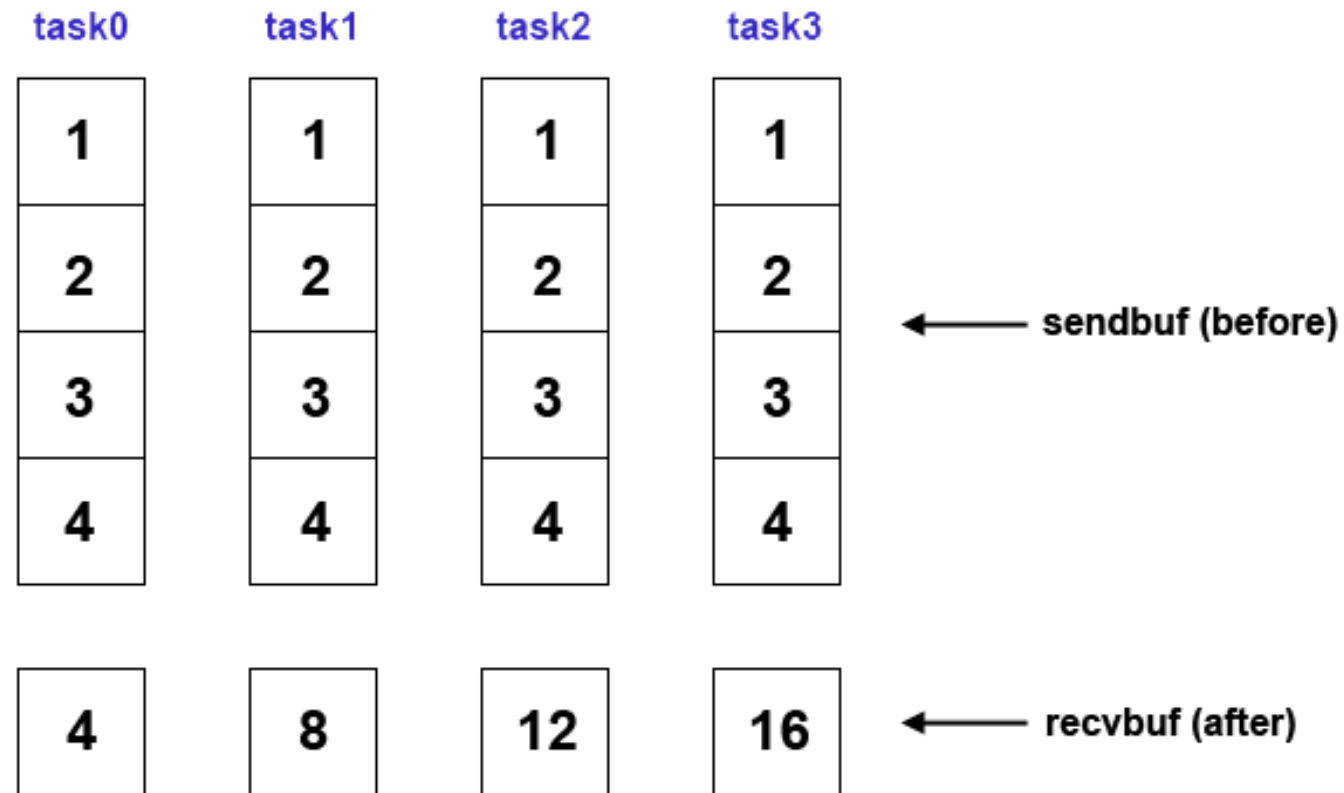 task0 task1 task2 task3
1 1 1 1
2 2 2 2
sendbuf (before)
3 3 3 3
4 4 4 4
4 8 12 16
recvbuf (after)